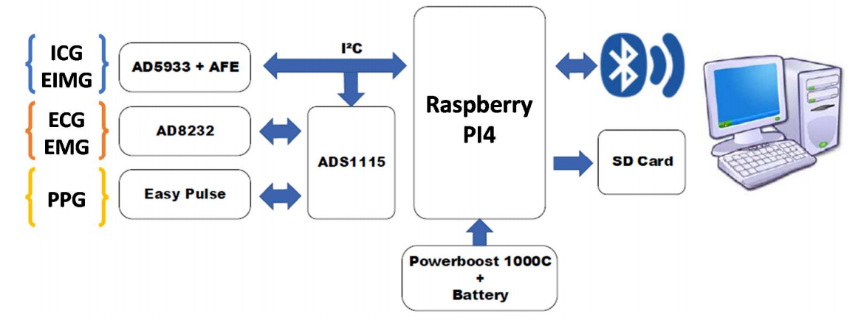 ICG
EIMG
AD5933 + AFE
I²C
ECG
EMG
AD8232
PPG
Easy Pulse
ADS1115
Raspberry
PI4
SD Card
Powerboost 1000C
+
Battery